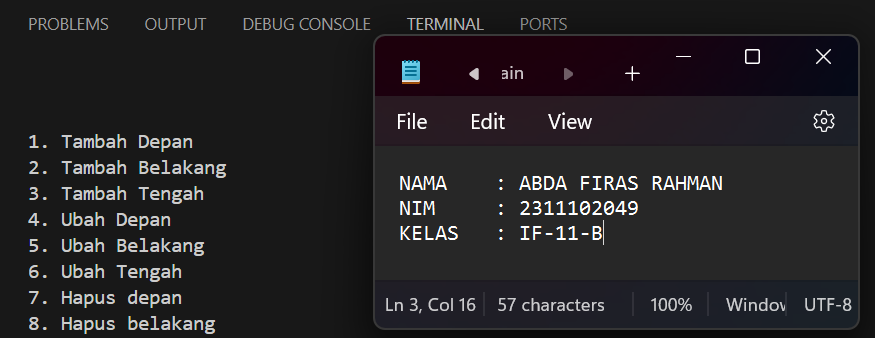 PROBLEMS OUTPUT DEBUG CONSOLE TERMINAL PORTS
1. Tambah Depan
2. Tambah Belakang
3. Tambah Tengah
4. Ubah Depan
5. Ubah Belakang
6. Ubah Tengah
7. Hapus depan
8. Hapus belakang
ain
File Edit View
NAMA : ABDA FIRAS RAHMAN
NIM : 2311102049
KELAS : IF-11-B
Ln 3, Col 16 57 characters 100% Window UTF-8